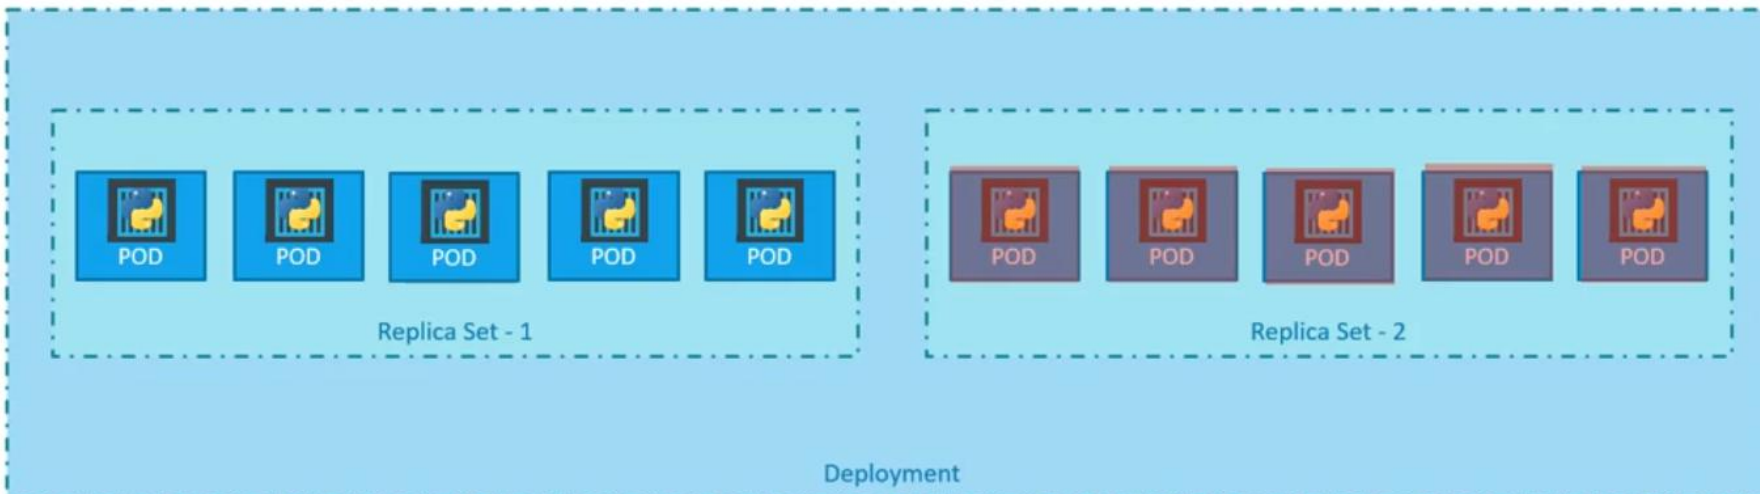 POD POD POD POD POD
Replica Set - 1
POD POD POD POD POD
Replica Set - 2
Deployment